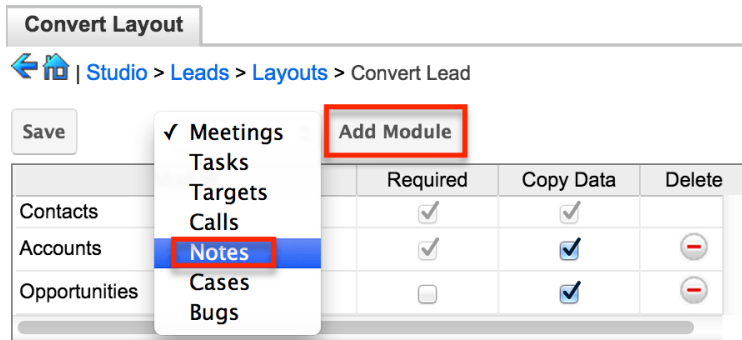 Convert Layout
| Studio > Leads > Layouts > Convert Lead
Save
✓ Meetings
Add Module
Tasks
Targets
Calls
Notes
Cases
Bugs
Required Copy Data Delete
Contacts
Accounts
Opportunities